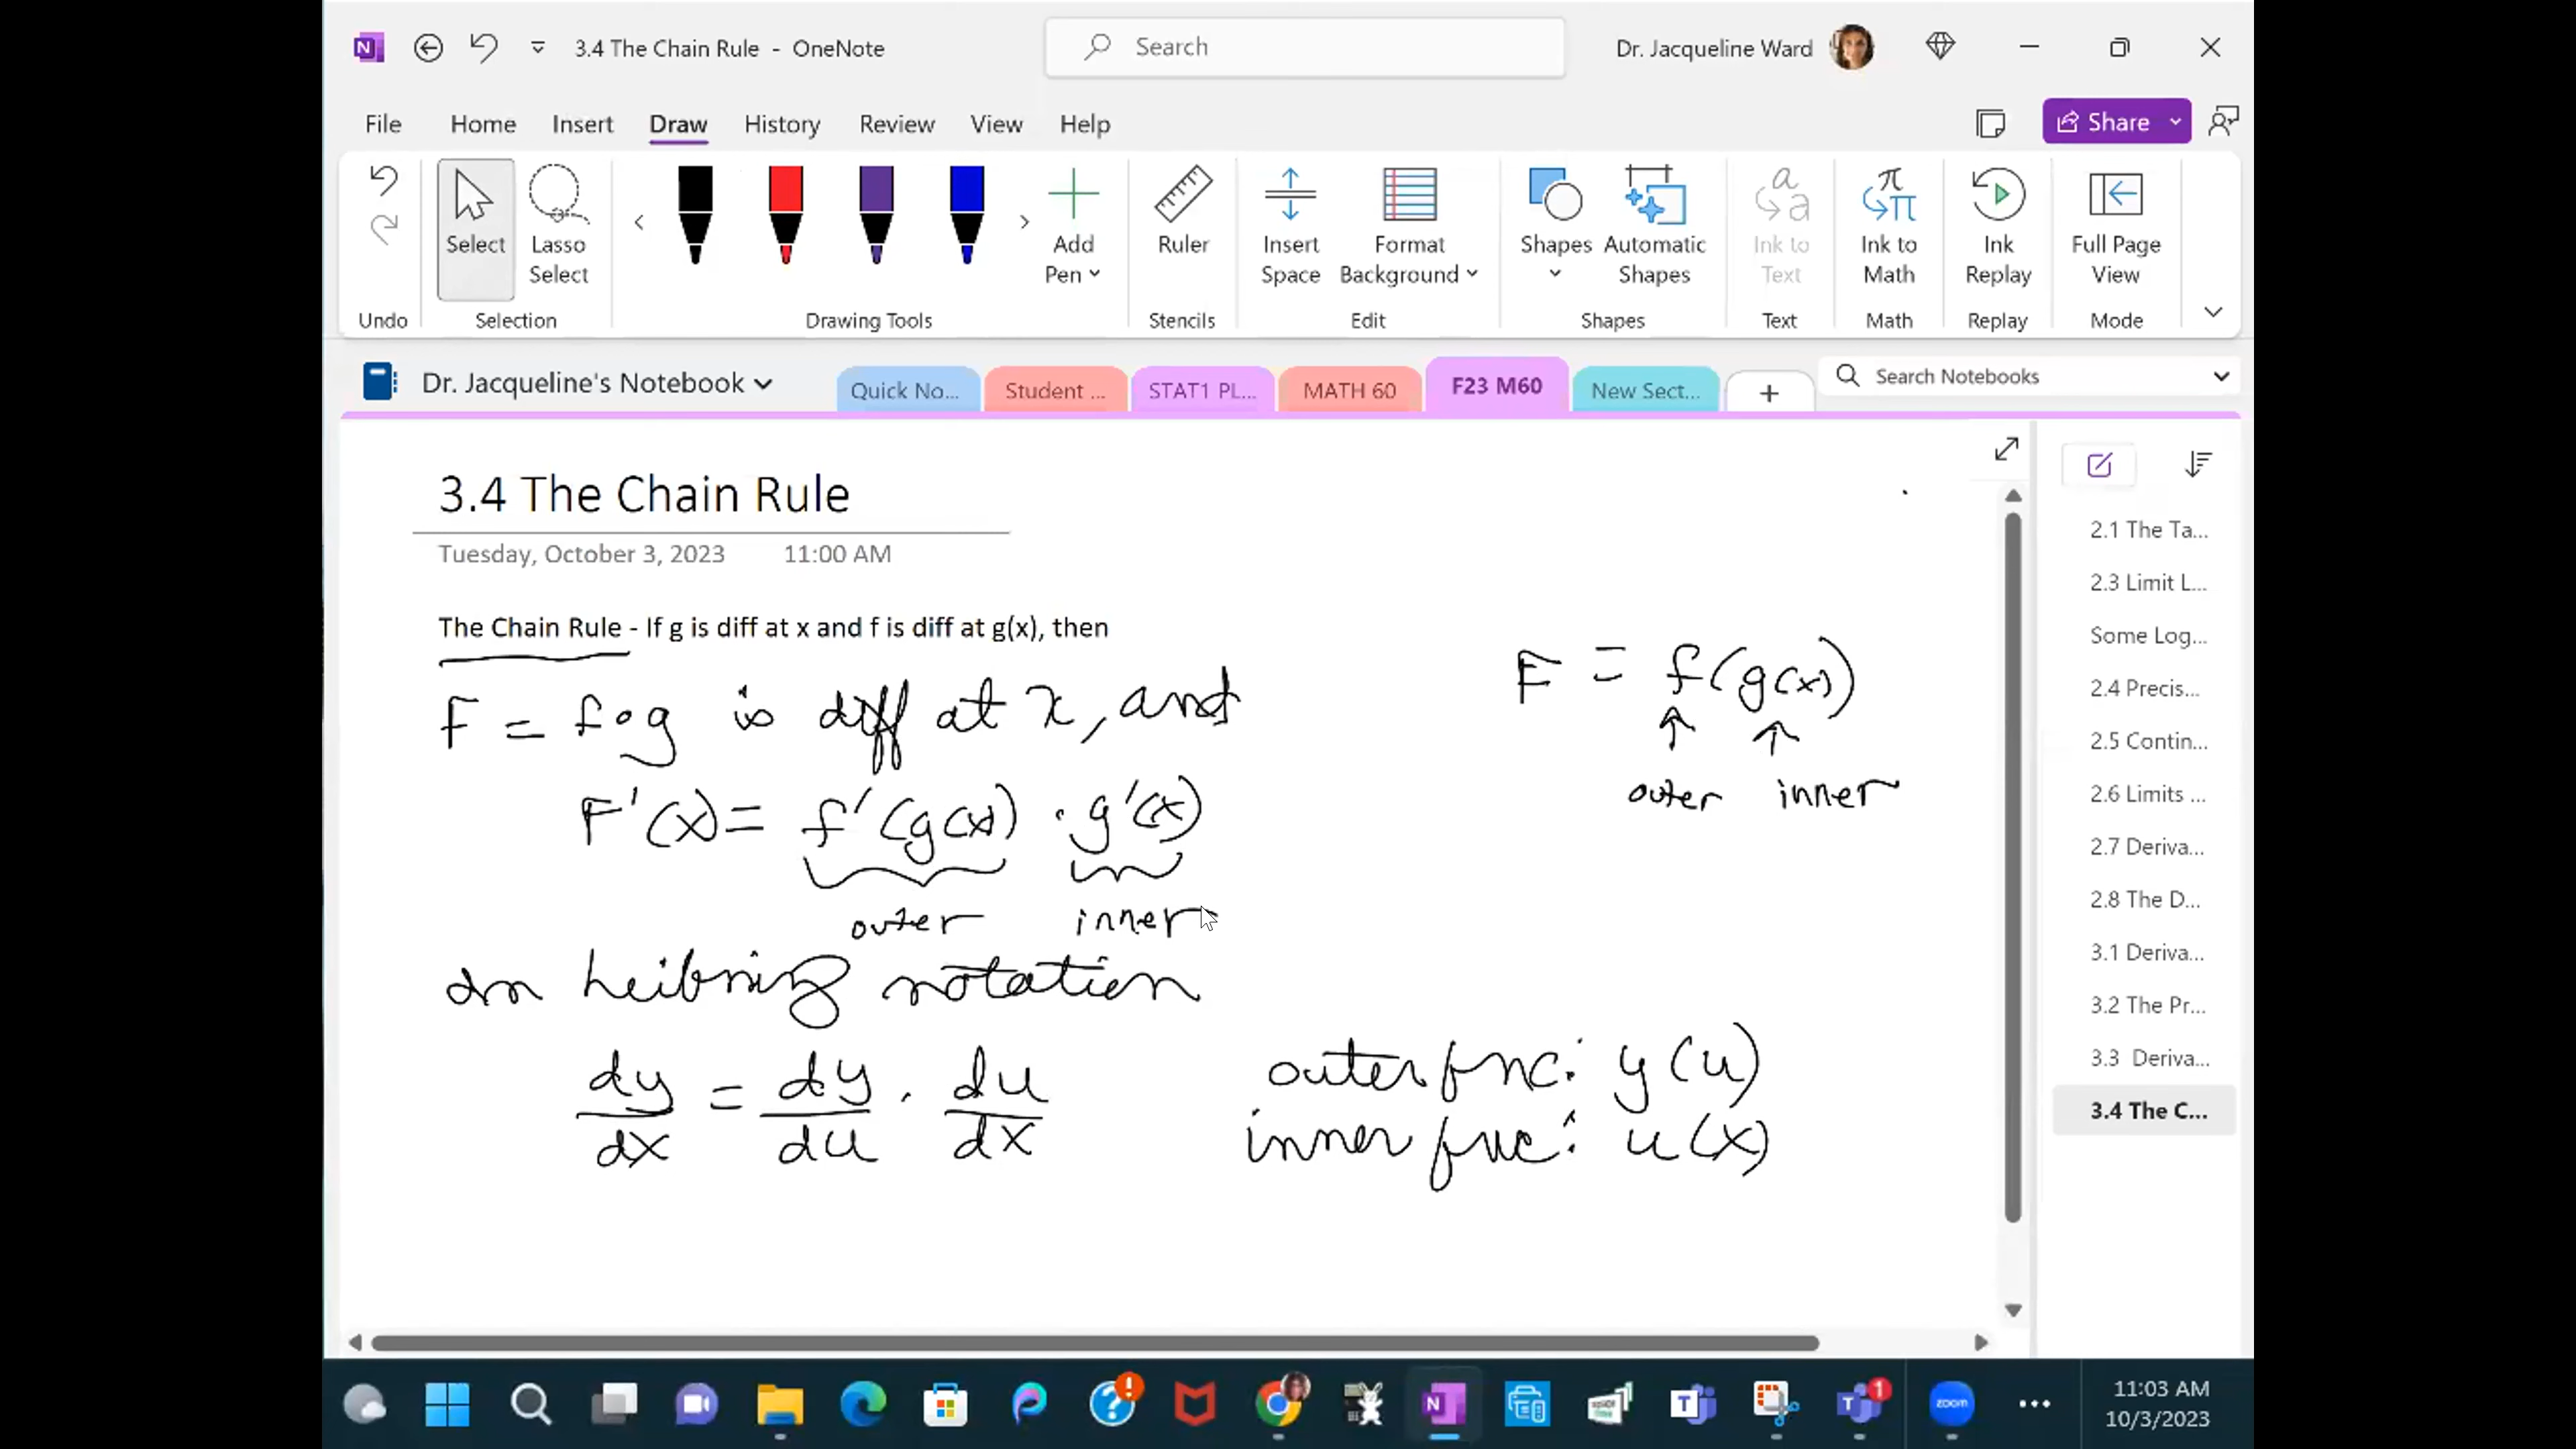 3.4 The Chain Rule - OneNote
Search
Dr. Jacqueline Ward
File Home Insert Draw History Review View Help
Share
Select
Lasso Select
Add Pen
Ruler
Insert Space
Format Background
Shapes
Automatic Shapes
Ink to Text
Ink to Math
Ink Replay
Full Page View
Undo Selection Drawing Tools Stencils Edit Shapes Text Math Replay Mode
Dr. Jacqueline's Notebook
Quick No... Student ... STAT1 PL... MATH 60 F23 M60 New Sect... +
Search Notebooks
3.4 The Chain Rule
Tuesday, October 3, 2023 11:00 AM
The Chain Rule - If g is diff at x and f is diff at g(x), then
F = f∘g is diff at x, and
F'(x) = f'(g(x)) · g'(x)
outer inner
In Leibniz notation
dy/dx = dy/du · du/dx
F = f(g(x))
outer inner
outer fnc: y(u)
inner fnc: u(x)
2.1 The Ta...
2.3 Limit L...
Some Log...
2.4 Precis...
2.5 Contin...
2.6 Limits ...
2.7 Deriva...
2.8 The D...
3.1 Deriva...
3.2 The Pr...
3.3 Deriva...
3.4 The C...
zoom
11:03 AM
10/3/2023